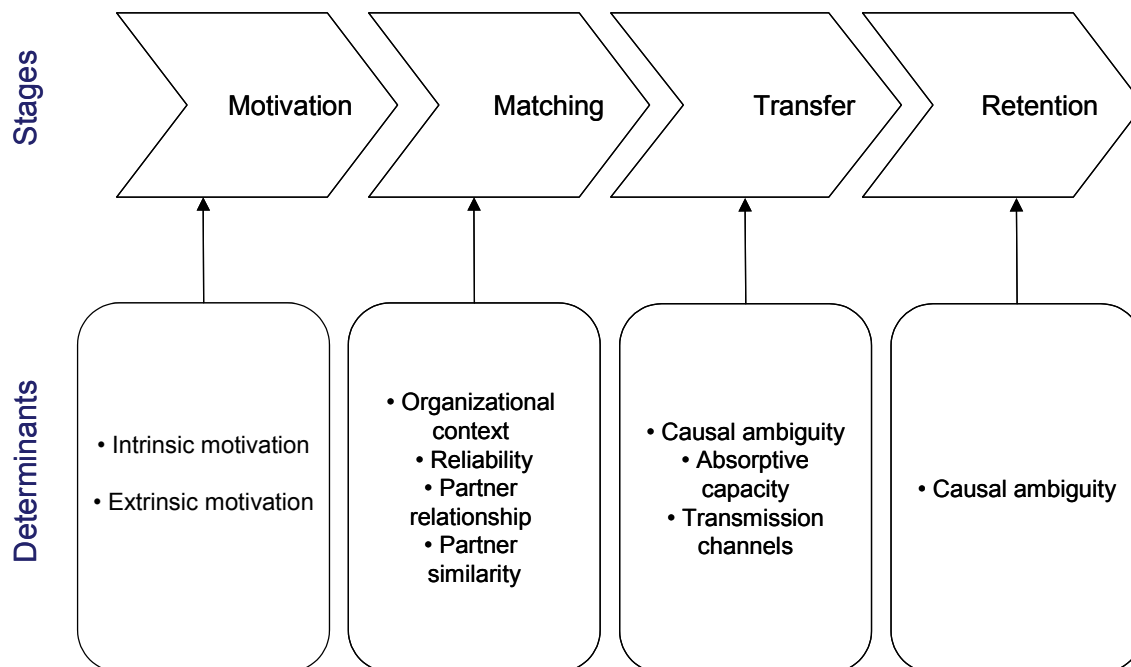 Stages
Motivation
Matching
Transfer
Retention
Determinants
• Intrinsic motivation
• Extrinsic motivation
• Organizational
context
• Reliability
• Partner
relationship
• Partner
similarity
• Causal ambiguity
• Absorptive
capacity
• Transmission
channels
• Causal ambiguity